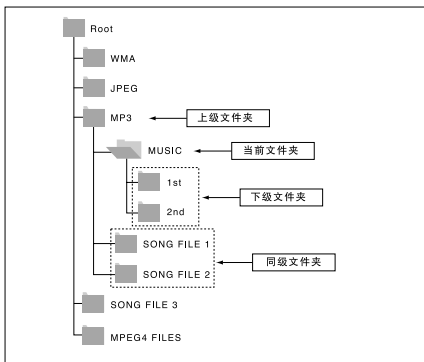 Root
WMA
JPEG
MP3
上级文件夹
MUSIC
当前文件夹
1st
下级文件夹
2nd
SONG FILE 1
同级文件夹
SONG FILE 2
SONG FILE 3
MPEG4 FILES